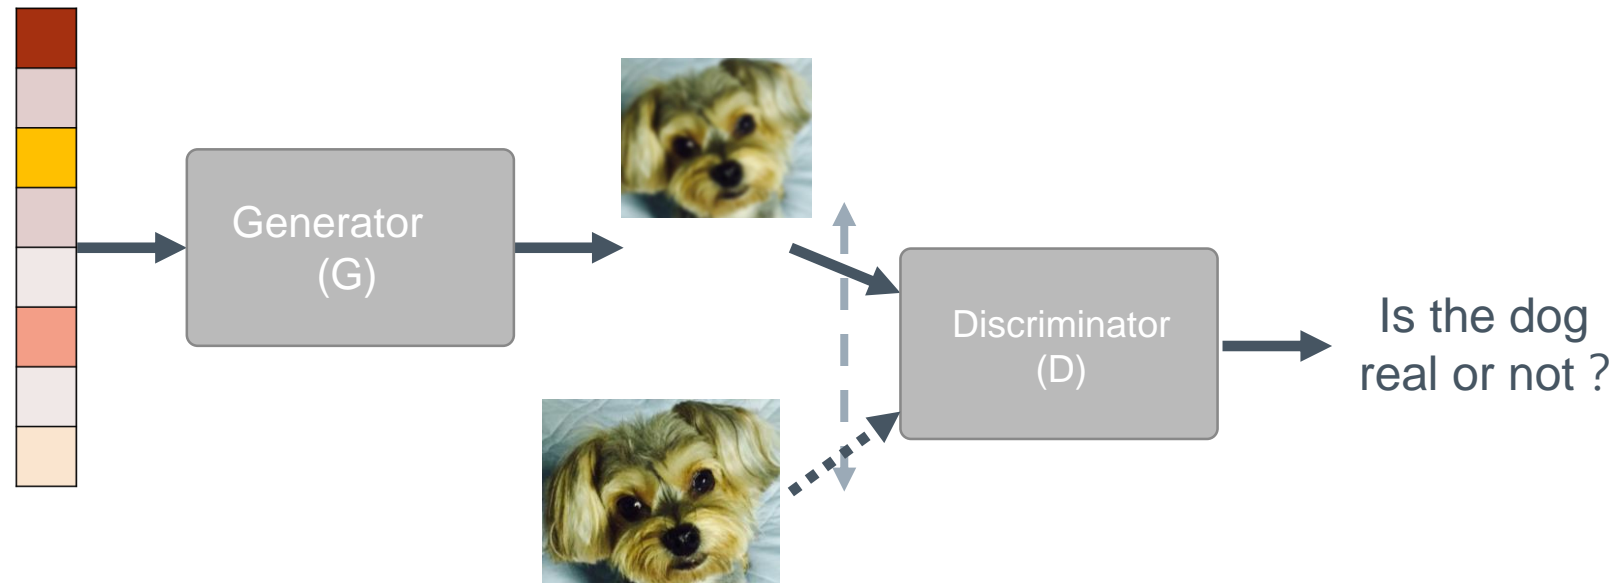 Generator
(G)
Discriminator
(D)
Is the dog
real or not ?